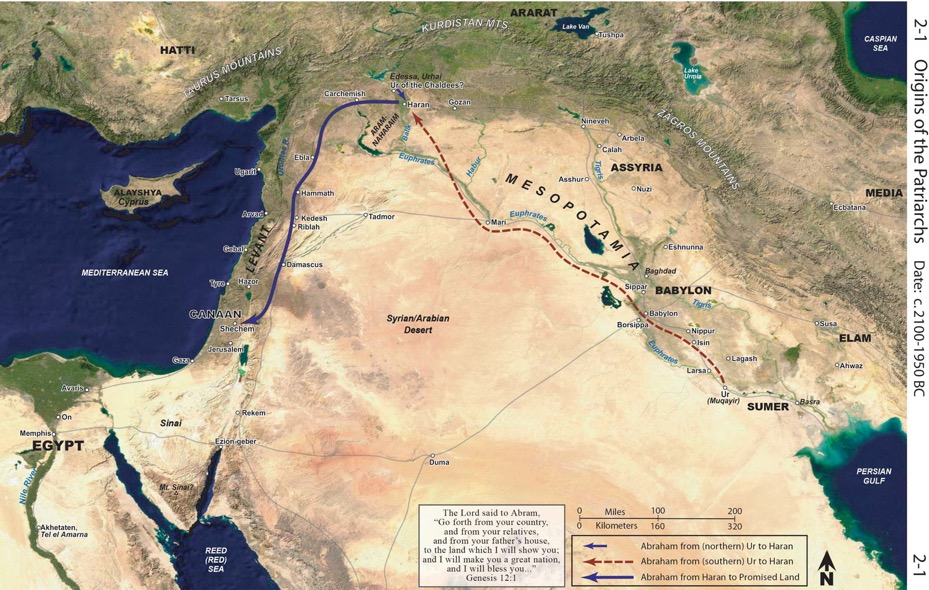 ARARAT
KURDISTAN MTS
Lake Van
Tushpa
CASPIAN
SEA
HATTI
TAURUS MOUNTAINS
Lake
Urmia
Edessa, Urhai
Ur of the Chaldees?
Carchemish
Haran
Gozan
Tarsus
ARAM-
NAHARAIM
Balik
ZAGROS MOUNTAINS
Nineveh
Arbela
Calah
Ebla
Orontes R.
Euphrates
Habur
Tigris
ASSYRIA
Ugarit
Asshur
Nuzi
MEDIA
ALAYSHYA
Cyprus
Hammath
MESOPOTAMIA
Ecbatana
Arvad
Kedesh
Riblah
Tadmor
Mari
Euphrates
Gebal
LEVANT
Eshnunna
MEDITERRANEAN SEA
Damascus
Baghdad
Tyre
Hazor
Sippar
BABYLON
Tigris
CANAAN
Shechem
Syrian/Arabian
Desert
Babylon
Borsippa
Susa
Nippur
ELAM
Jerusalem
Isin
Gaza
Euphrates
Lagash
Ahwaz
Larsa
Avaris
Ur
(Muqayir)
SUMER
Basra
On
Rekem
Sinai
Memphis
EGYPT
Ezion-geber
Duma
PERSIAN
GULF
Nile River
Mt. Sinai?
Akhetaten,
Tel el Amarna
REED
(RED)
SEA
The Lord said to Abram,
“Go forth from your country,
and from your relatives,
and from your father’s house,
to the land which I will show you;
and I will make you a great nation,
and I will bless you...”
Genesis 12:1
0 Miles 100 200
0 Kilometers 160 320
Abraham from (northern) Ur to Haran
Abraham from (southern) Ur to Haran
Abraham from Haran to Promised Land
N
2-1 Origins of the Patriarchs Date: c.2100-1950 BC 2-1